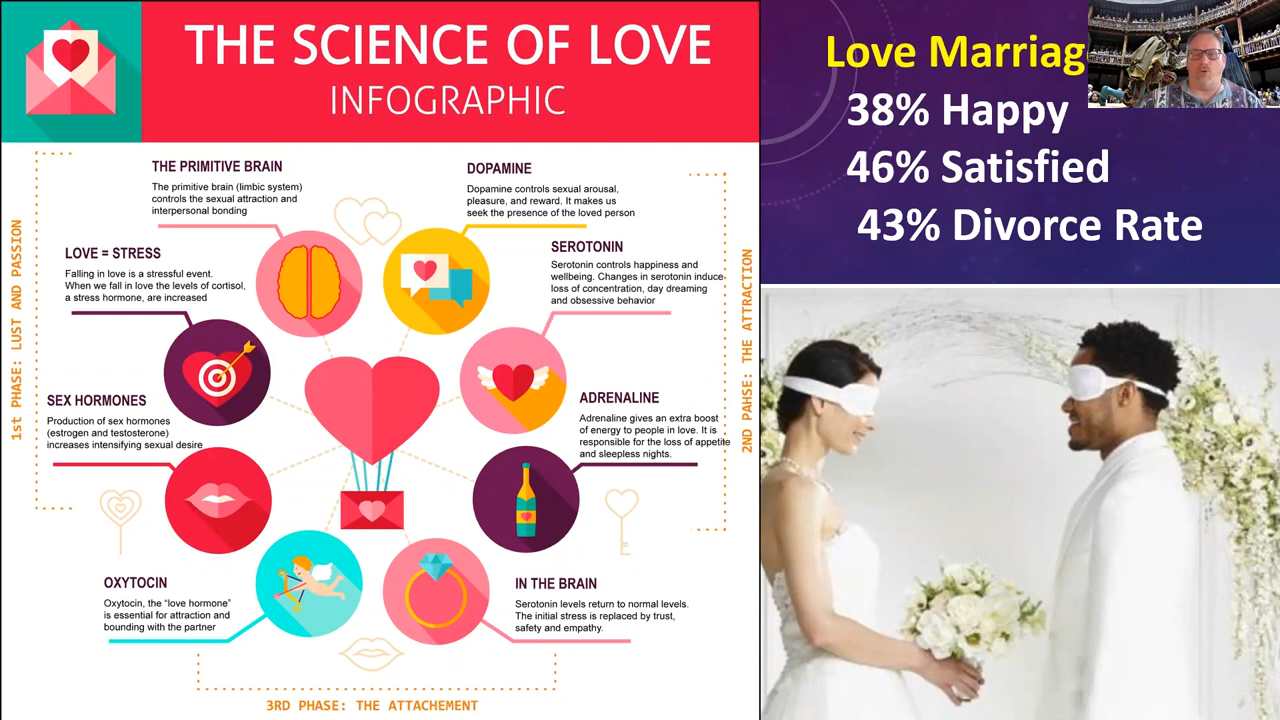 THE SCIENCE OF LOVE
INFOGRAPHIC
1st PHASE: LUST AND PASSION
THE PRIMITIVE BRAIN
The primitive brain (limbic system)
controls the sexual attraction and
interpersonal bonding
LOVE = STRESS
Falling in love is a stressful event.
When we fall in love the levels of cortisol,
a stress hormone, are increased
SEX HORMONES
Production of sex hormones
(estrogen and testosterone)
increases intensifying sexual desire
DOPAMINE
Dopamine controls sexual arousal,
pleasure, and reward. It makes us
seek the presence of the loved person
SEROTONIN
Serotonin controls happiness and
wellbeing. Changes in serotonin induce
loss of concentration, day dreaming
and obsessive behavior
ADRENALINE
Adrenaline gives an extra boost
of energy to people in love. It is
responsible for the loss of appetite
and sleepless nights.
2ND PAHSE: THE ATTRACTION
OXYTOCIN
Oxytocin, the “love hormone”
is essential for attraction and
bounding with the partner
IN THE BRAIN
Serotonin levels return to normal levels.
The initial stress is replaced by trust,
safety and empathy.
3RD PHASE: THE ATTACHEMENT
Love Marriag
38% Happy
46% Satisfied
43% Divorce Rate